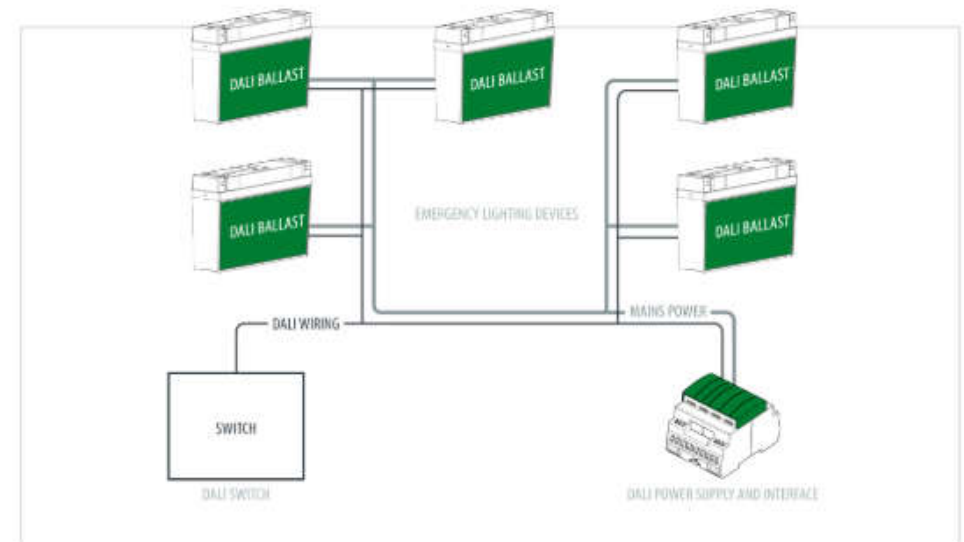 DALI BALLAST
DALI BALLAST
DALI BALLAST
DALI BALLAST
EMERGENCY LIGHTING DEVICES
DALI BALLAST
MAINS POWER
DALI WIRING
SWITCH
DALI SWITCH
DALI POWER SUPPLY AND INTERFACE